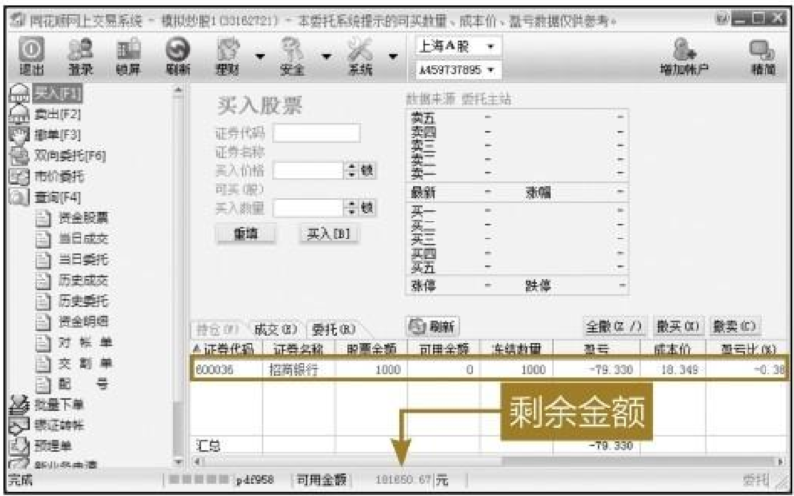 同花顺网上交易系统 - 模拟炒股1(33162721) - 本委托系统提示的可买数量、成本价、盈亏数据仅供参考。
退出 登录 锁屏 刷新 理财 安全 系统 上海A股 A459737895 增加帐户 精简
买入[F1]
卖出[F2]
撤单[F3]
双向委托[F6]
市价委托
查询[F4]
资金股票
当日成交
当日委托
历史成交
历史委托
资金明细
对 帐 单
交 割 单
配 号
批量下单
银证转帐
预埋单
新业务申请
买入股票
证券代码
证券名称
买入价格 锁
可买(股)
买入数量 锁
重填 买入[B]
数据来源 委托主站
卖五 - -
卖四 - -
卖三 - -
卖二 - -
卖一 - -
最新 - 涨幅 -
买一 - -
买二 - -
买三 - -
买四 - -
买五 - -
涨停 - 跌停 -
持仓(W) 成交(E) 委托(R) 刷新 全撤(Z /) 撤买(X) 撤卖(C)
证券代码 证券名称 股票余额 可用余额 冻结数量 盈亏 成本价 盈亏比(%)
600036 招商银行 1000 0 1000 -79.330 18.349 -0.38
剩余金额
汇总 -79.330
完成 p4f958 可用金额 181650.67 元 委托